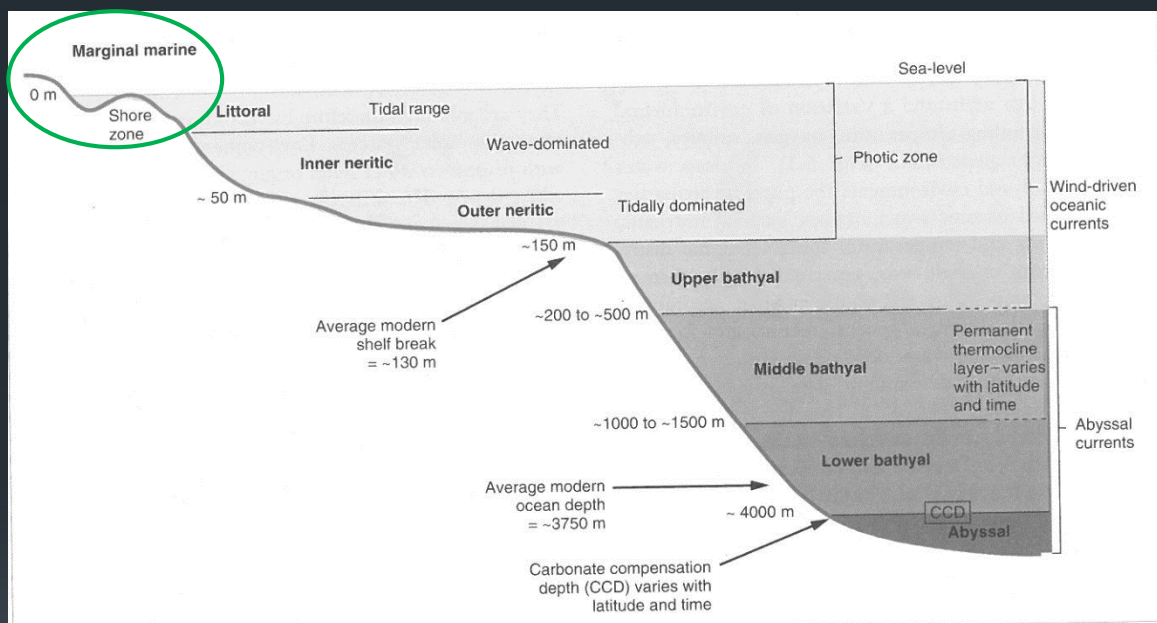 Marginal marine
Sea-level
0 m
Shore
zone
Littoral
Tidal range
Wave-dominated
Inner neritic
Photic zone
~ 50 m
Outer neritic
Tidally dominated
Wind-driven
oceanic
currents
~150 m
Upper bathyal
~200 to ~500 m
Average modern
shelf break
= ~130 m
Permanent
thermocline
layer–varies
with latitude
and time
Middle bathyal
~1000 to ~1500 m
Abyssal
currents
Lower bathyal
Average modern
ocean depth
= ~3750 m
~ 4000 m
CCD
Abyssal
Carbonate compensation
depth (CCD) varies with
latitude and time